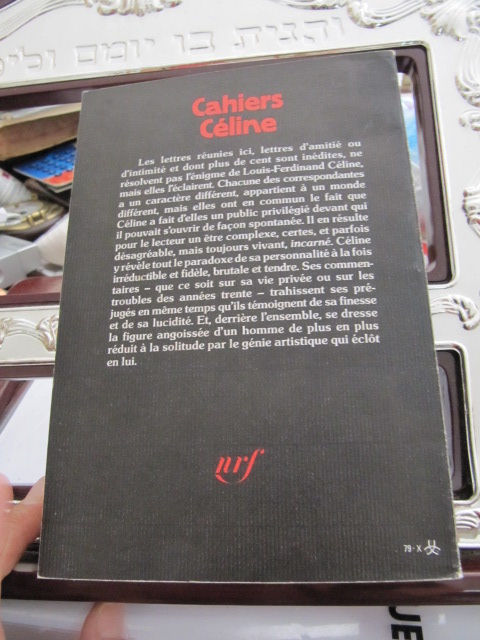 והגית בו יומם ול
Cahiers
Céline
Les lettres réunies ici, lettres d'amitié ou
d'intimité et dont plus de cent sont inédites, ne
résolvent pas l'énigme de Louis-Ferdinand Céline,
mais elles l'éclairent. Chacune des correspondantes
a un caractère différent, appartient à un monde
différent, mais elles ont en commun le fait que
Céline a fait d'elles un public privilégié devant qui
il pouvait s'ouvrir de façon spontanée. Il en résulte
pour le lecteur un être complexe, certes, et parfois
désagréable, mais toujours vivant, incarné. Céline
y révèle tout le paradoxe de sa personnalité à la fois
irréductible et fidèle, brutale et tendre. Ses commen-
taires – que ce soit sur sa vie privée ou sur les
troubles des années trente – trahissent ses pré-
jugés en même temps qu'ils témoignent de sa finesse
et de sa lucidité. Et, derrière l'ensemble, se dresse
la figure angoissée d'un homme de plus en plus
réduit à la solitude par le génie artistique qui éclôt
en lui.
nrf
79-X
JE